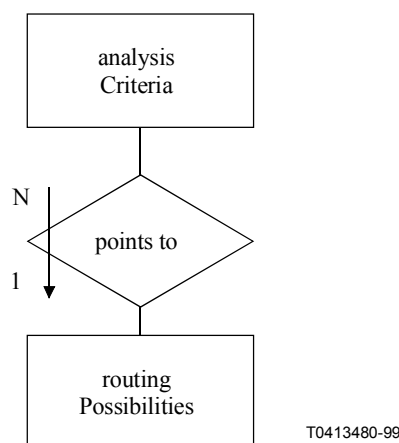 analysis
Criteria
N
points to
1
routing
Possibilities
T0413480-99